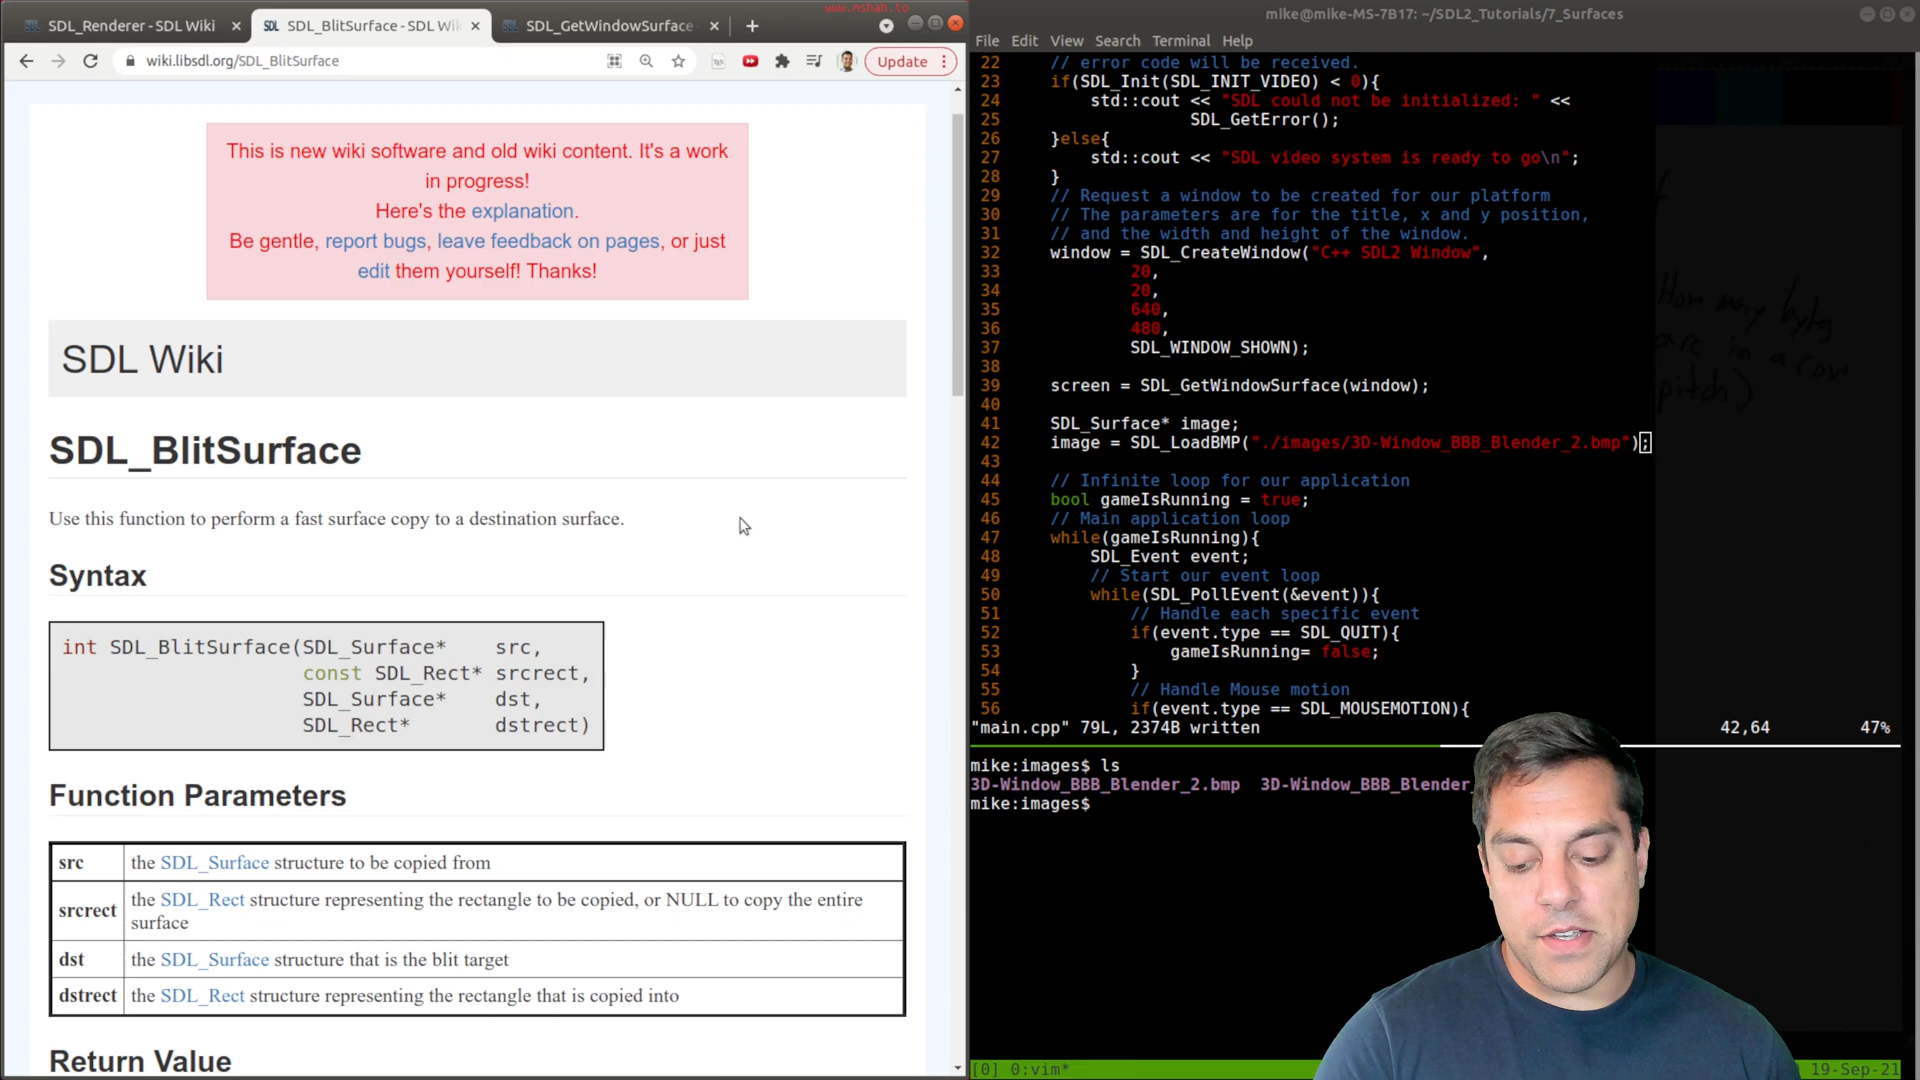 www.mshah.io
SDL_Renderer - SDL Wiki
SDL_BlitSurface - SDL Wiki
SDL_GetWindowSurface
wiki.libsdl.org/SDL_BlitSurface
Update
This is new wiki software and old wiki content. It's a work
in progress!
Here's the explanation.
Be gentle, report bugs, leave feedback on pages, or just
edit them yourself! Thanks!
SDL Wiki
SDL_BlitSurface
Use this function to perform a fast surface copy to a destination surface.
Syntax
int SDL_BlitSurface(SDL_Surface* src,
const SDL_Rect* srcrect,
SDL_Surface* dst,
SDL_Rect* dstrect)
Function Parameters
src the SDL_Surface structure to be copied from
srcrect the SDL_Rect structure representing the rectangle to be copied, or NULL to copy the entire
surface
dst the SDL_Surface structure that is the blit target
dstrect the SDL_Rect structure representing the rectangle that is copied into
Return Value
mike@mike-MS-7B17: ~/SDL2_Tutorials/7_Surfaces
File Edit View Search Terminal Help
22 // error code will be received.
23 if(SDL_Init(SDL_INIT_VIDEO) < 0){
24 std::cout << "SDL could not be initialized: " <<
25 SDL_GetError();
26 }else{
27 std::cout << "SDL video system is ready to go\n";
28 }
29 // Request a window to be created for our platform
30 // The parameters are for the title, x and y position,
31 // and the width and height of the window.
32 window = SDL_CreateWindow("C++ SDL2 Window",
33 20,
34 20,
35 640,
36 480,
37 SDL_WINDOW_SHOWN);
38
39 screen = SDL_GetWindowSurface(window);
40
41 SDL_Surface* image;
42 image = SDL_LoadBMP("./images/3D-Window_BBB_Blender_2.bmp");
43
44 // Infinite loop for our application
45 bool gameIsRunning = true;
46 // Main application loop
47 while(gameIsRunning){
48 SDL_Event event;
49 // Start our event loop
50 while(SDL_PollEvent(&event)){
51 // Handle each specific event
52 if(event.type == SDL_QUIT){
53 gameIsRunning= false;
54 }
55 // Handle Mouse motion
56 if(event.type == SDL_MOUSEMOTION){
"main.cpp" 79L, 2374B written 42,64 47%
mike:images$ ls
3D-Window_BBB_Blender_2.bmp 3D-Window_BBB_Blender_
mike:images$
[0] 0:vim* 19-Sep-21
How many bytes
in a row
pitch)